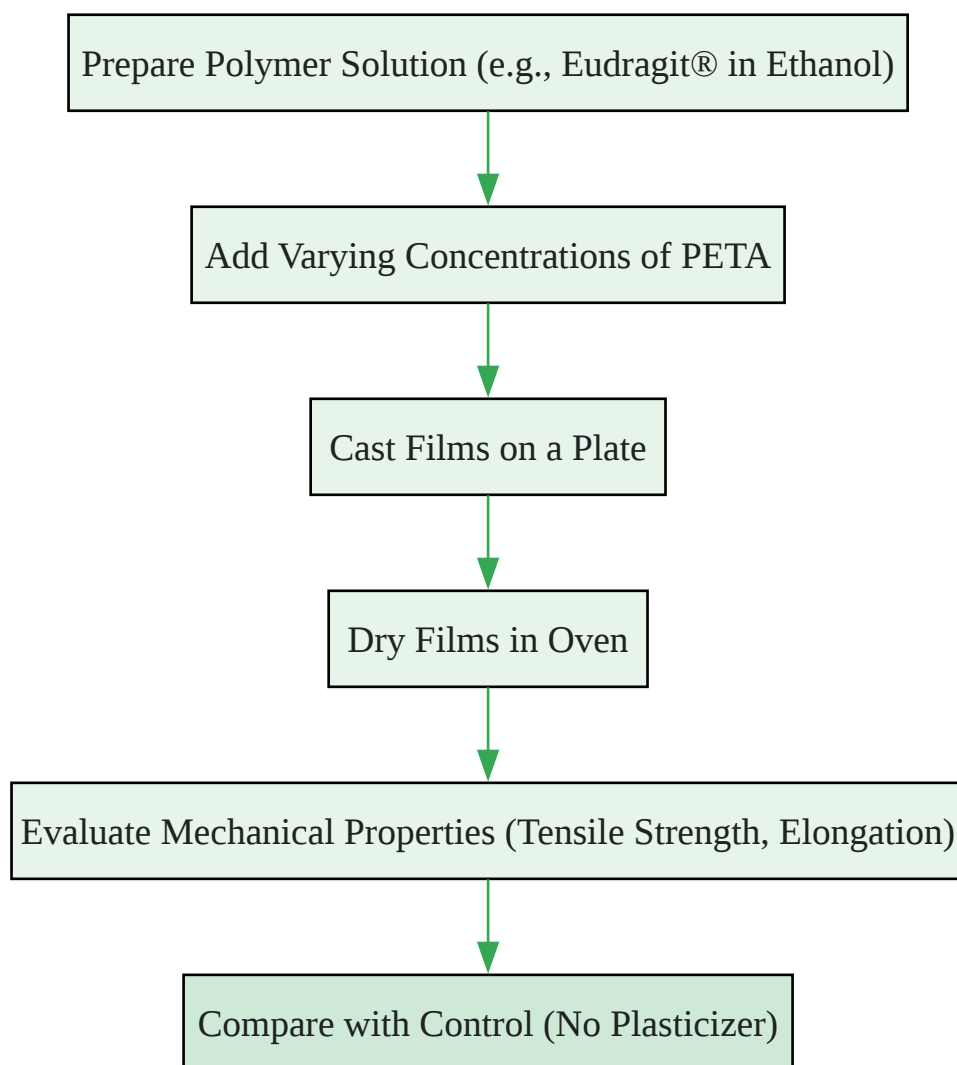 Prepare Polymer Solution (e.g., Eudragit® in Ethanol)
Add Varying Concentrations of PETA
Cast Films on a Plate
Dry Films in Oven
Evaluate Mechanical Properties (Tensile Strength, Elongation)
Compare with Control (No Plasticizer)